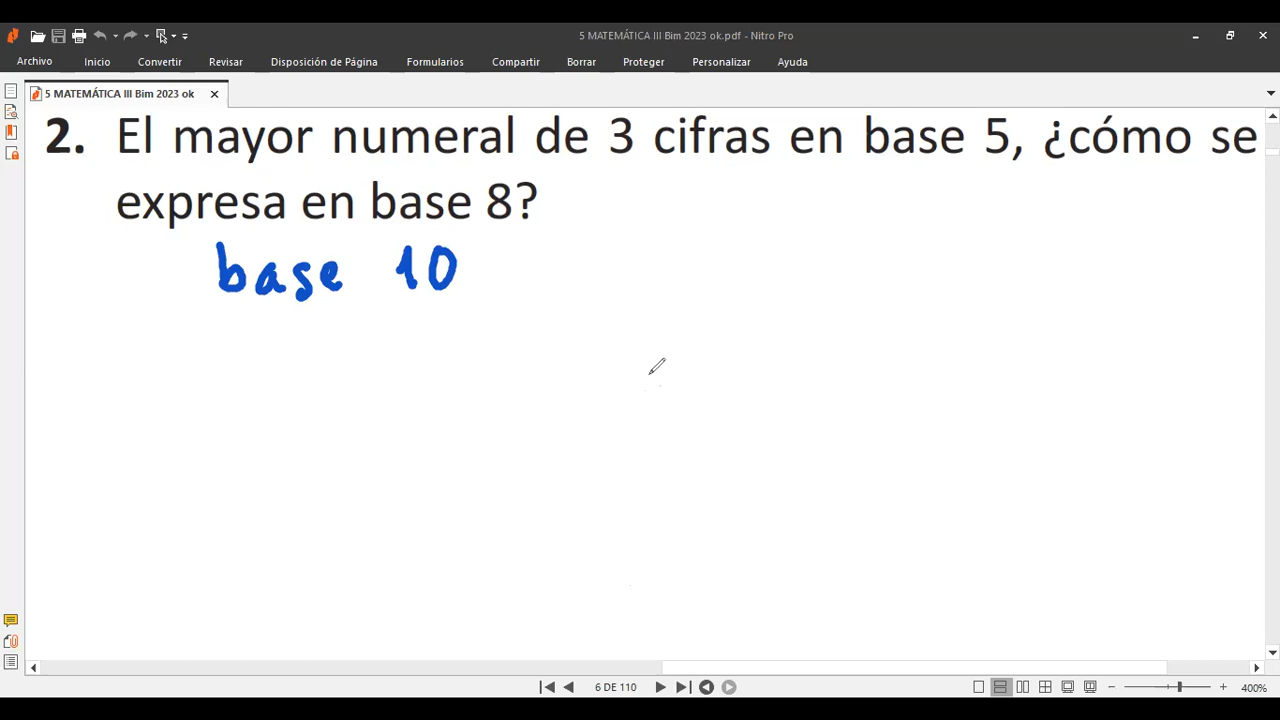 5 MATEMÁTICA III Bim 2023 ok.pdf - Nitro Pro
Archivo Inicio Convertir Revisar Disposición de Página Formularios Compartir Borrar Proteger Personalizar Ayuda
5 MATEMÁTICA III Bim 2023 ok
2. El mayor numeral de 3 cifras en base 5, ¿cómo se
expresa en base 8?
base 10
6 DE 110
400%